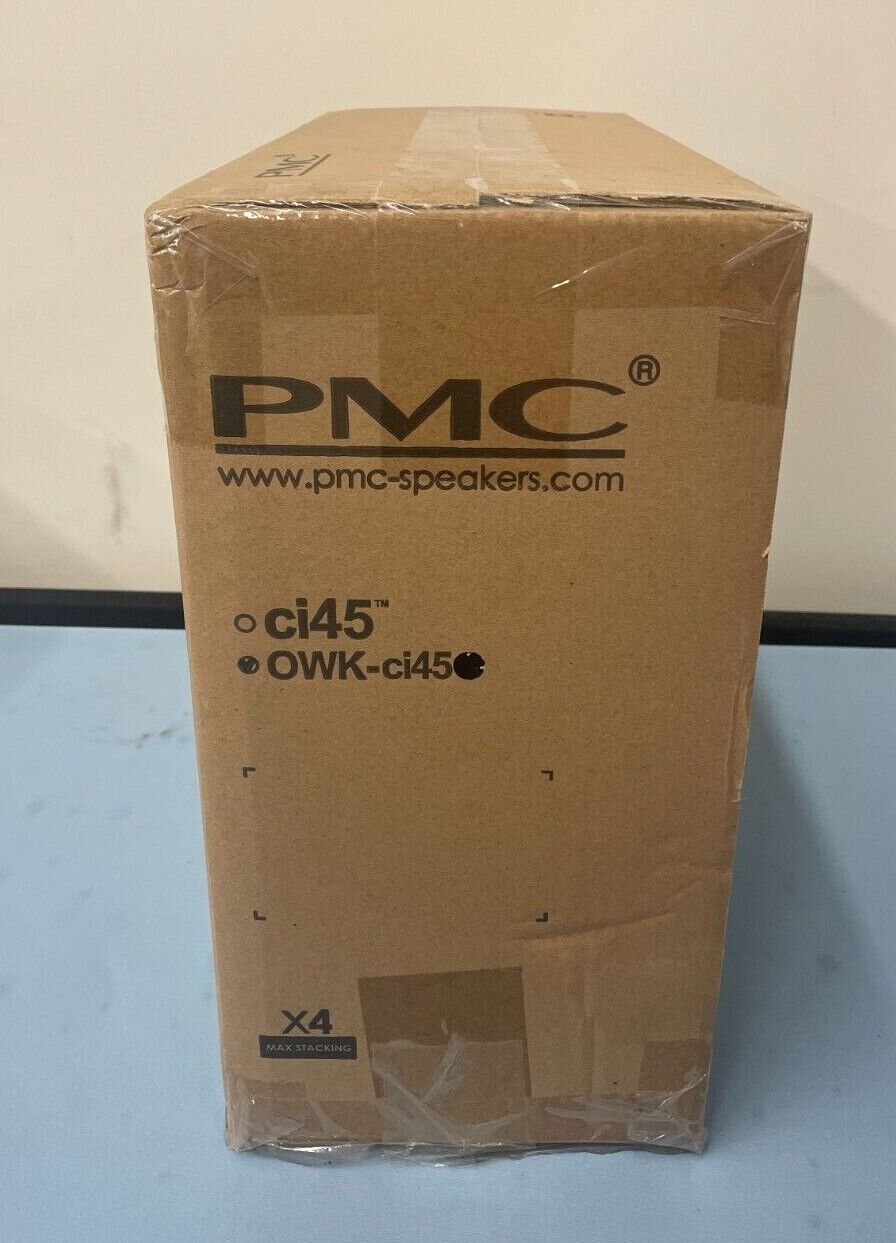 PMC
PMC®
www.pmc-speakers.com
ci45™
OWK-ci45
X4
MAX STACKING